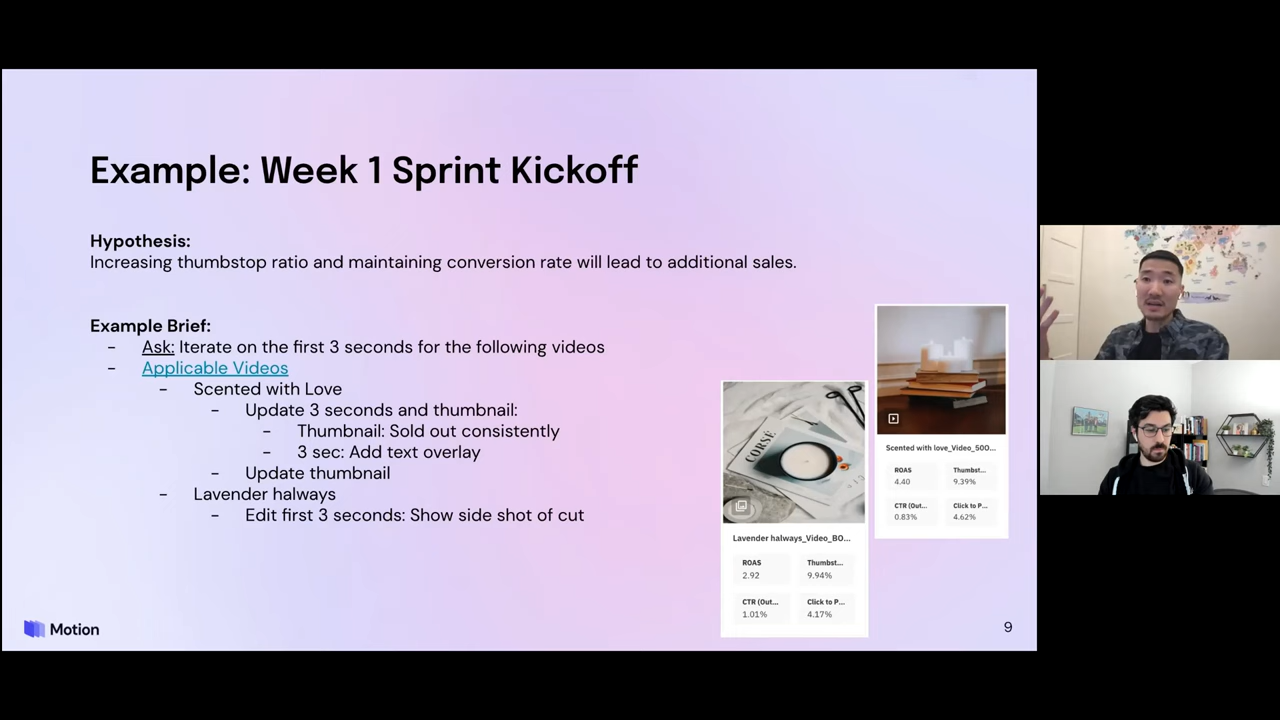 Example: Week 1 Sprint Kickoff
Hypothesis:
Increasing thumbstop ratio and maintaining conversion rate will lead to additional sales.
Example Brief:
- Ask: Iterate on the first 3 seconds for the following videos
- Applicable Videos
- Scented with Love
- Update 3 seconds and thumbnail:
- Thumbnail: Sold out consistently
- 3 sec: Add text overlay
- Update thumbnail
- Lavender halways
- Edit first 3 seconds: Show side shot of cut
CORSÉ
Lavender halways_Video_BO...
ROAS Thumbst...
2.92 9.94%
CTR (Out... Click to P...
1.01% 4.17%
Scented with love_Video_50O...
ROAS Thumbst...
4.40 9.39%
CTR (Out... Click to P...
0.83% 4.62%
Motion
9